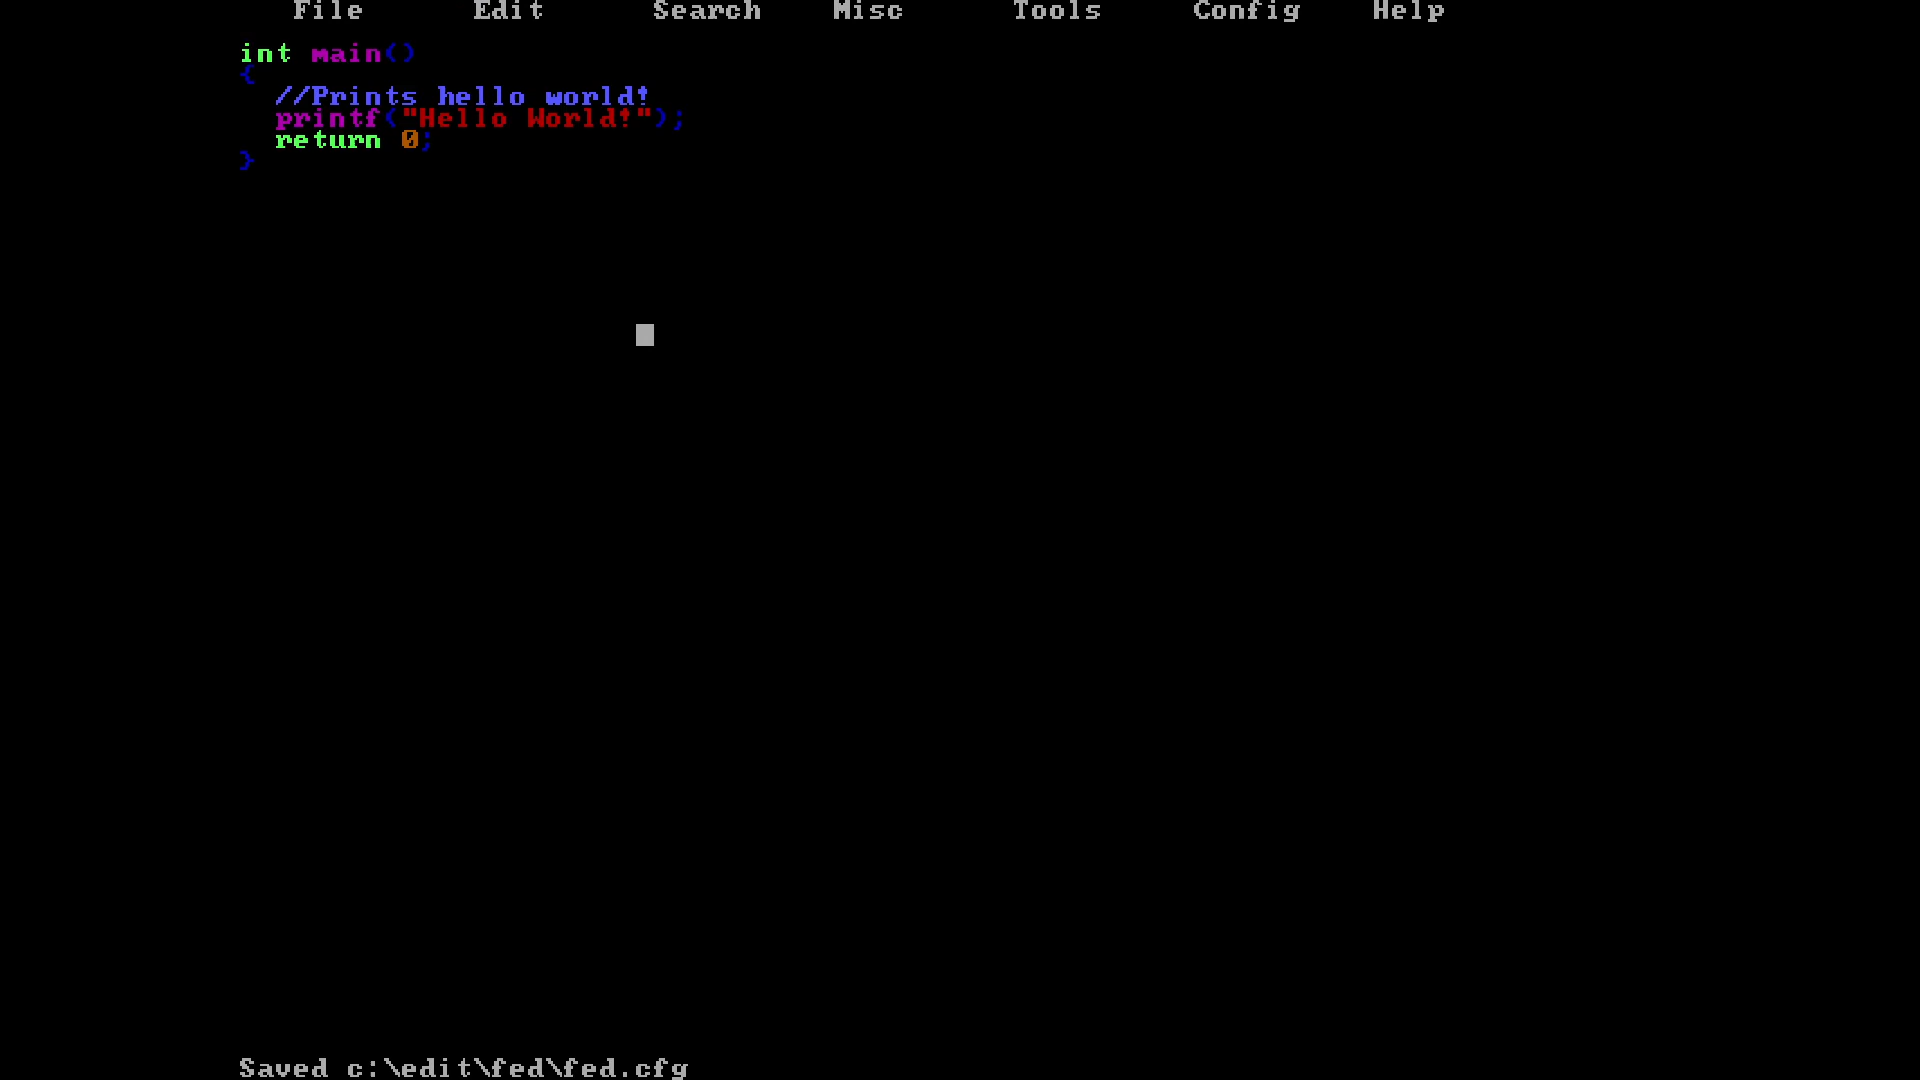 File Edit Search Misc Tools Config Help
int main()
{
  //Prints hello world!
  printf("Hello World!");
  return 0;
}
Saved c:\edit\fed\fed.cfg